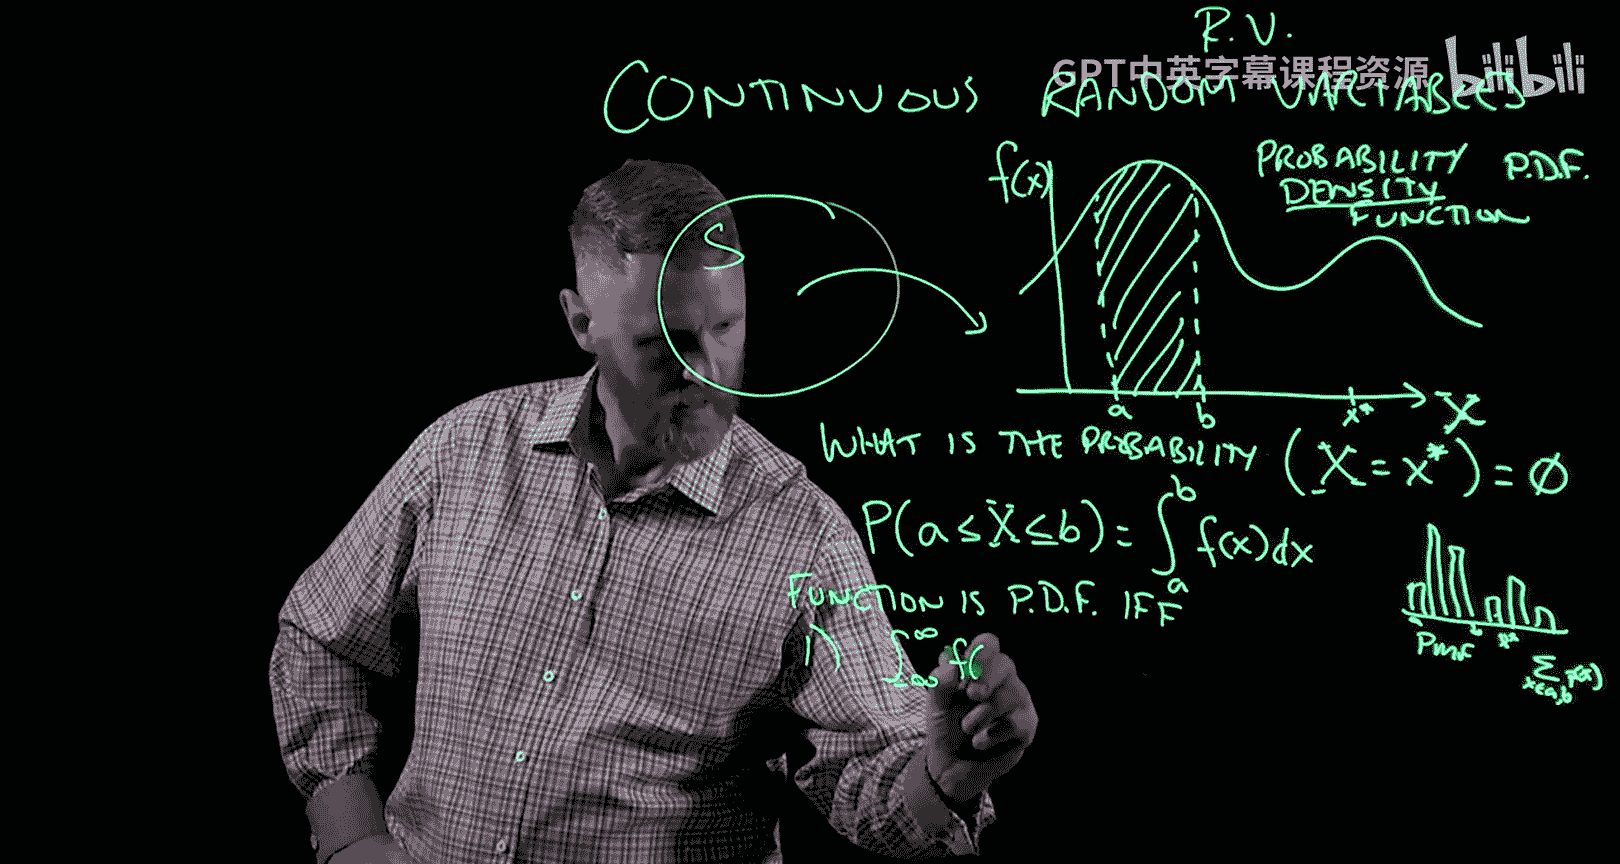 R.V.
GPT中英字幕课程资源 bilibili
CONTINUOUS RANDOM VARIABLES
f(x)
PROBABILITY P.D.F.
DENSITY
FUNCTION
S
a b x* X
WHAT IS THE PROBABILITY (X = x*) = ∅
P(a ≤ X ≤ b) = ∫_a^b f(x)dx
FUNCTION IS P.D.F. IFF
1) ∫_{-∞}^{∞} f(
a b x*
PMF
∑_{x∈a,b} p(x)